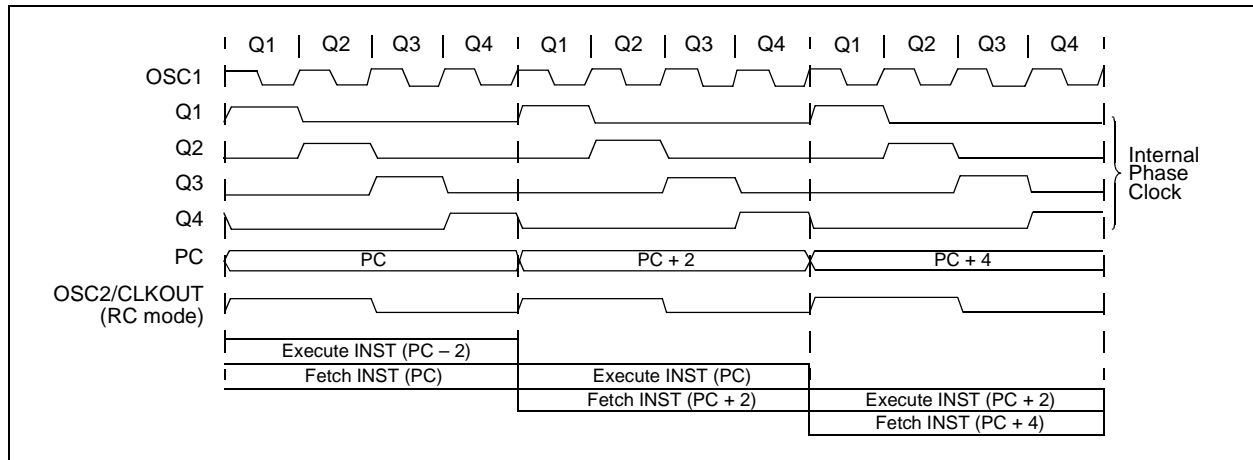 Q1 Q2 Q3 Q4 Q1 Q2 Q3 Q4 Q1 Q2 Q3 Q4
OSC1
Q1
Q2
Q3
Q4
Internal
Phase
Clock
PC PC PC + 2 PC + 4
OSC2/CLKOUT
(RC mode)
Execute INST (PC – 2)
Fetch INST (PC) Execute INST (PC)
Fetch INST (PC + 2) Execute INST (PC + 2)
Fetch INST (PC + 4)